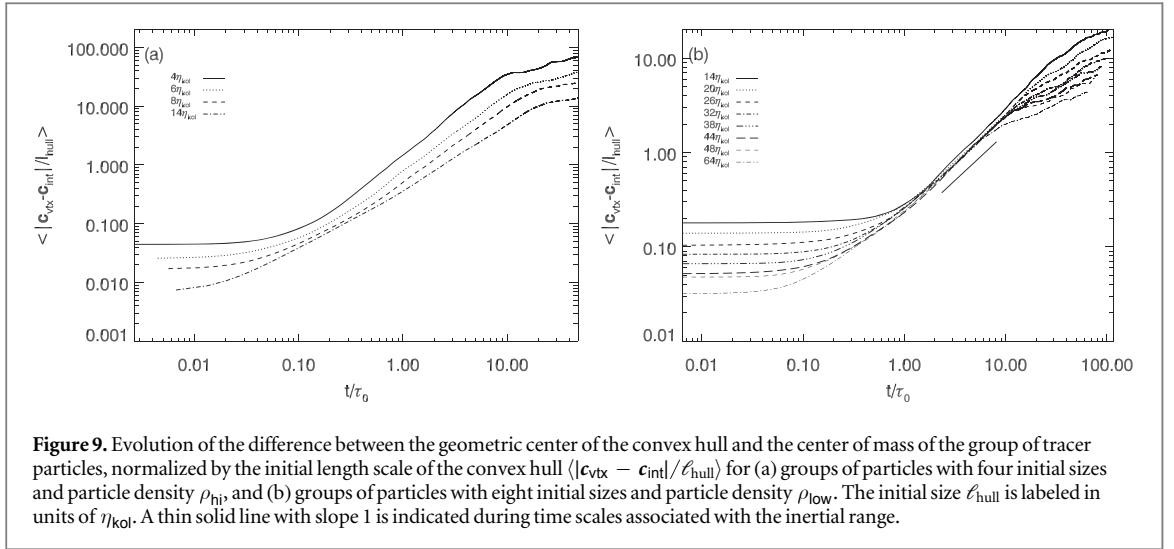 (a)
100.000
10.000
1.000
0.100
0.010
0.001
< |c_vtx-c_int|/l_hull >
4η_kol
6η_kol
8η_kol
14η_kol
0.01 0.10 1.00 10.00
t/τ_0
(b)
10.00
1.00
0.10
0.01
< |c_vtx-c_int|/l_hull >
14η_kol
20η_kol
26η_kol
32η_kol
38η_kol
44η_kol
48η_kol
64η_kol
0.01 0.10 1.00 10.00 100.00
t/τ_0
Figure 9. Evolution of the difference between the geometric center of the convex hull and the center of mass of the group of tracer
particles, normalized by the initial length scale of the convex hull ⟨|c_vtx − c_int|/ℓ_hull⟩ for (a) groups of particles with four initial sizes
and particle density ρ_hi, and (b) groups of particles with eight initial sizes and particle density ρ_low. The initial size ℓ_hull is labeled in
units of η_kol. A thin solid line with slope 1 is indicated during time scales associated with the inertial range.